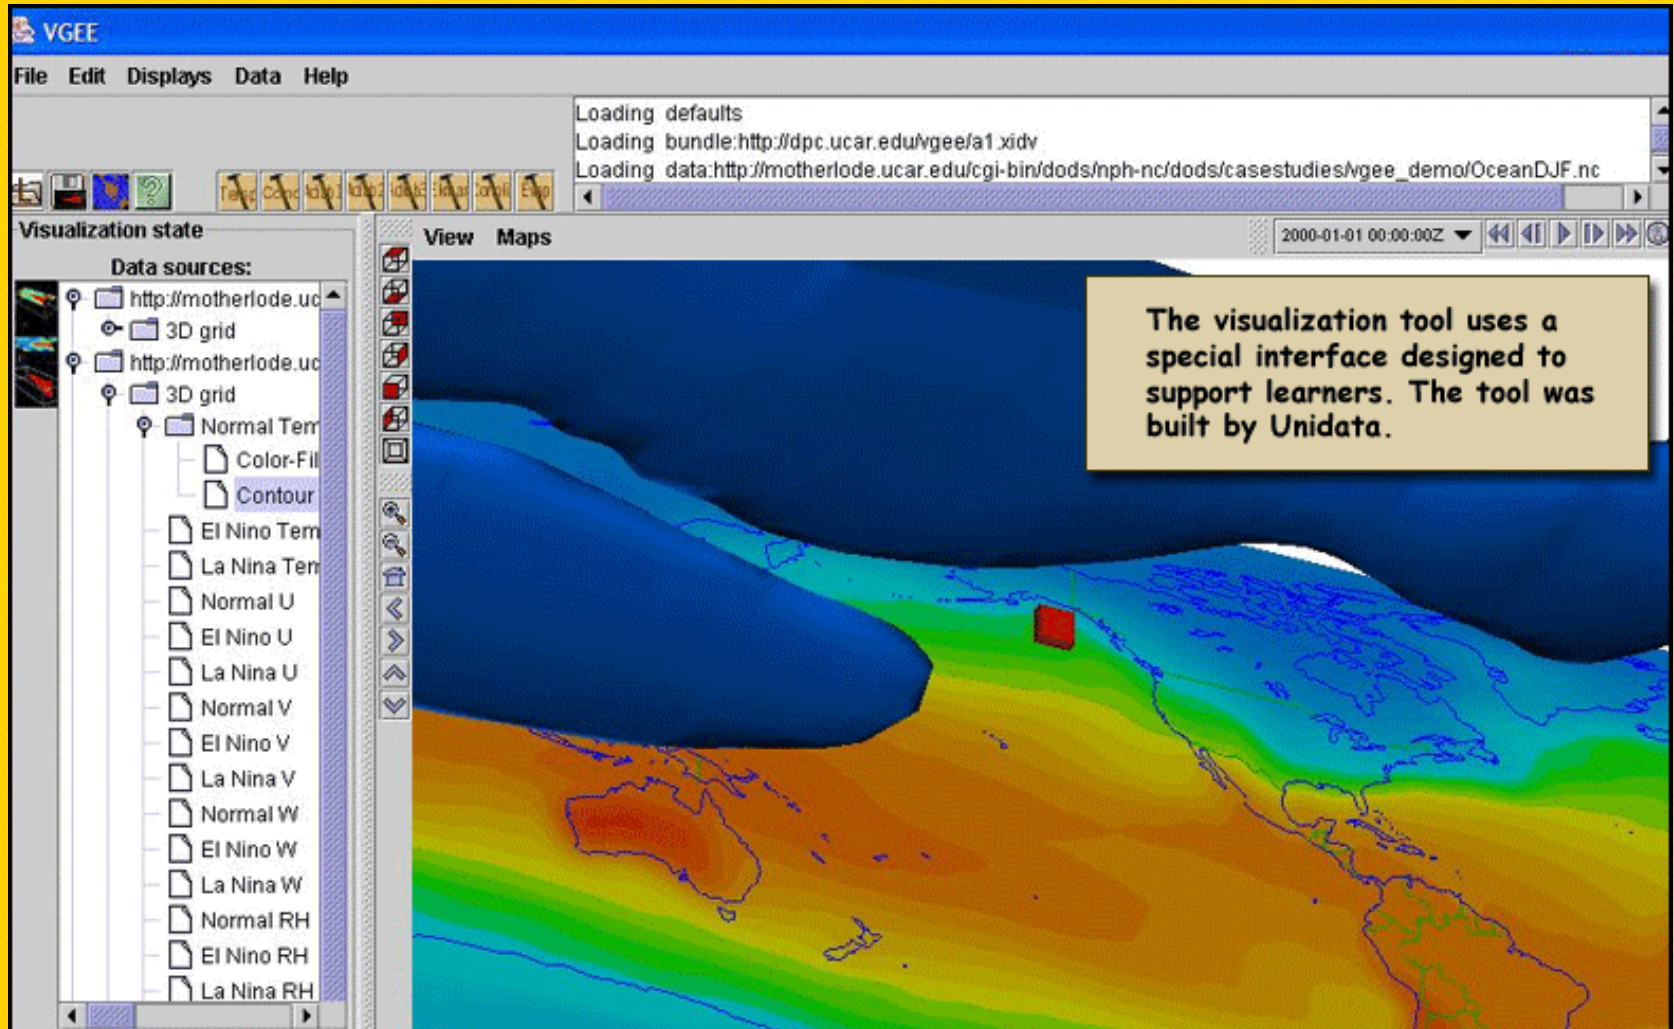 VGEE
File Edit Displays Data Help
Loading defaults
Loading bundle:http://dpc.ucar.edu/vgee/a1.xidv
Loading data:http://motherlode.ucar.edu/cgi-bin/dods/nph-nc/dods/casestudies/vgee_demo/OceanDJF.nc
Visualization state
View Maps
2000-01-01 00:00:00Z
Data sources:
http://motherlode.uc
3D grid
http://motherlode.uc
3D grid
Normal Tem
Color-Fil
Contour
El Nino Tem
La Nina Tem
Normal U
El Nino U
La Nina U
Normal V
El Nino V
La Nina V
Normal W
El Nino W
La Nina W
Normal RH
El Nino RH
La Nina RH
The visualization tool uses a
special interface designed to
support learners. The tool was
built by Unidata.